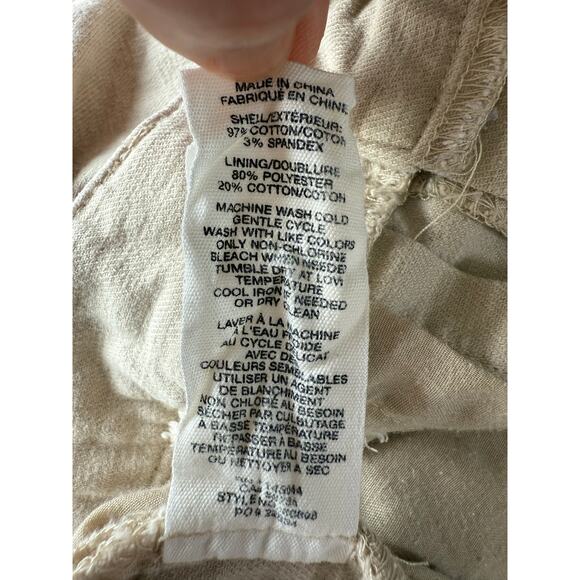 MADE IN CHINA
FABRIQUE EN CHINE
SHELL/EXTÉRIEUR:
97% COTTON/COTON
3% SPANDEX
LINING/DOUBLURE
80% POLYESTER
20% COTTON/COTON
MACHINE WASH COLD
GENTLE CYCLE
WASH WITH LIKE COLORS
ONLY NON-CHLORINE
BLEACH WHEN NEEDED
TUMBLE DRY AT LOW
TEMPERATURE
COOL IRON IF NEEDED
OR DRY CLEAN
LAVER À LA MACHINE
À L'EAU FROIDE
AU CYCLE
AVEC DÉLICAT
COULEURS SEMBLABLES
UTILISER UN AGENT
DE BLANCHIMENT
NON CHLORÉ AU BESOIN
SÉCHER PAR CULBUTAGE
À BASSE TEMPÉRATURE
REPASSER À BASSE
TEMPÉRATURE AU BESOIN
OU NETTOYER À SEC
STYLE
PO#